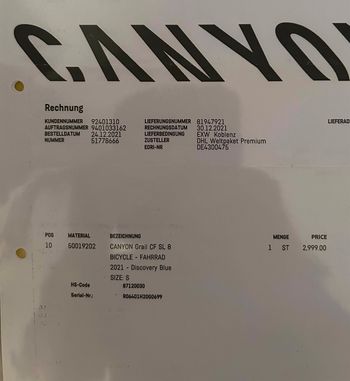 CANYON
Rechnung
KUNDENNUMMER 92401310 LIEFERUNGSNUMMER 81947921 LIEFERAD
AUFTRAGSNUMMER 9401033162 RECHNUNGSDATUM 30.12.2021
BESTELLDATUM 24.12.2021 LIEFERBEDINGUNG EXW Koblenz
NUMMER 51778666 ZUSTELLER DHL Weltpaket Premium
EORI-NR DE4300475
POS MATERIAL BEZEICHNUNG MENGE PRICE
10 50019202 CANYON Grail CF SL 8 1 ST 2,999.00
BICYCLE - FAHRRAD
2021 - Discovery Blue
SIZE: S
HS-Code 87120030
Serial-Nr.: R06401H2000699